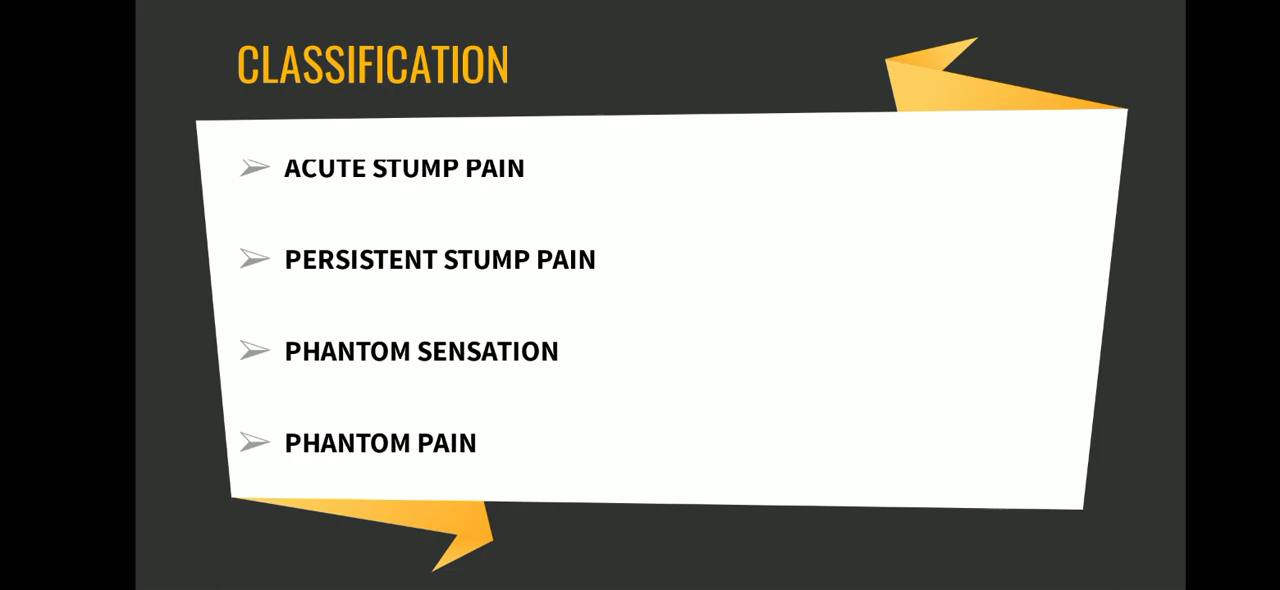 CLASSIFICATION
ACUTE STUMP PAIN
PERSISTENT STUMP PAIN
PHANTOM SENSATION
PHANTOM PAIN